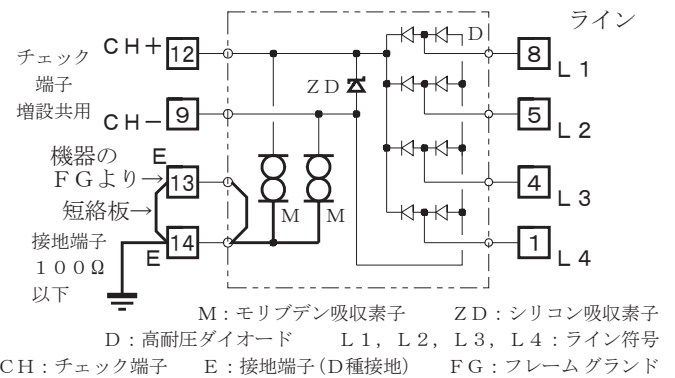 ライン
チェック
端子
増設共用
CH+
12
CH−
9
機器の
FGより→
E
13
短絡板→
接地端子
100Ω
以下
14
E
ZD
D
M
M
8
L1
5
L2
4
L3
1
L4
M:モリブデン吸収素子 ZD:シリコン吸収素子
D:高耐圧ダイオード L1,L2,L3,L4:ライン符号
CH:チェック端子 E:接地端子(D種接地) FG:フレームグランド